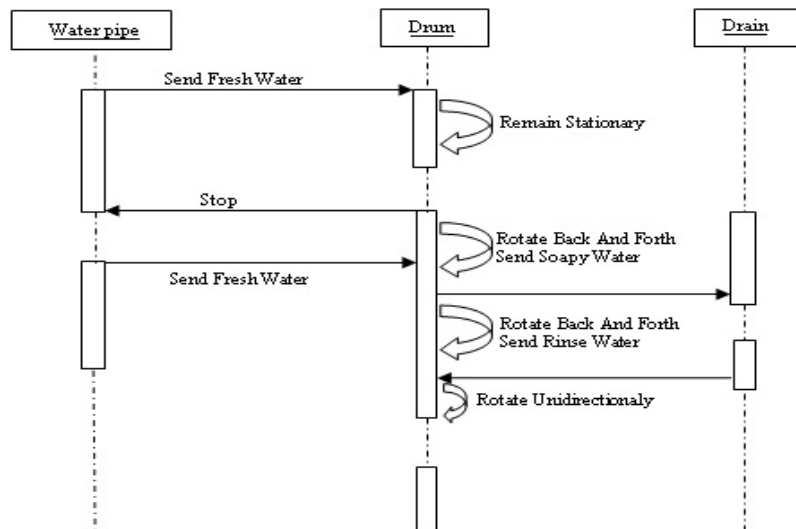 Water pipe
Drum
Drain
Send Fresh Water
Remain Stationary
Stop
Rotate Back And Forth
Send Soapy Water
Send Fresh Water
Rotate Back And Forth
Send Rinse Water
Rotate Unidirectionaly